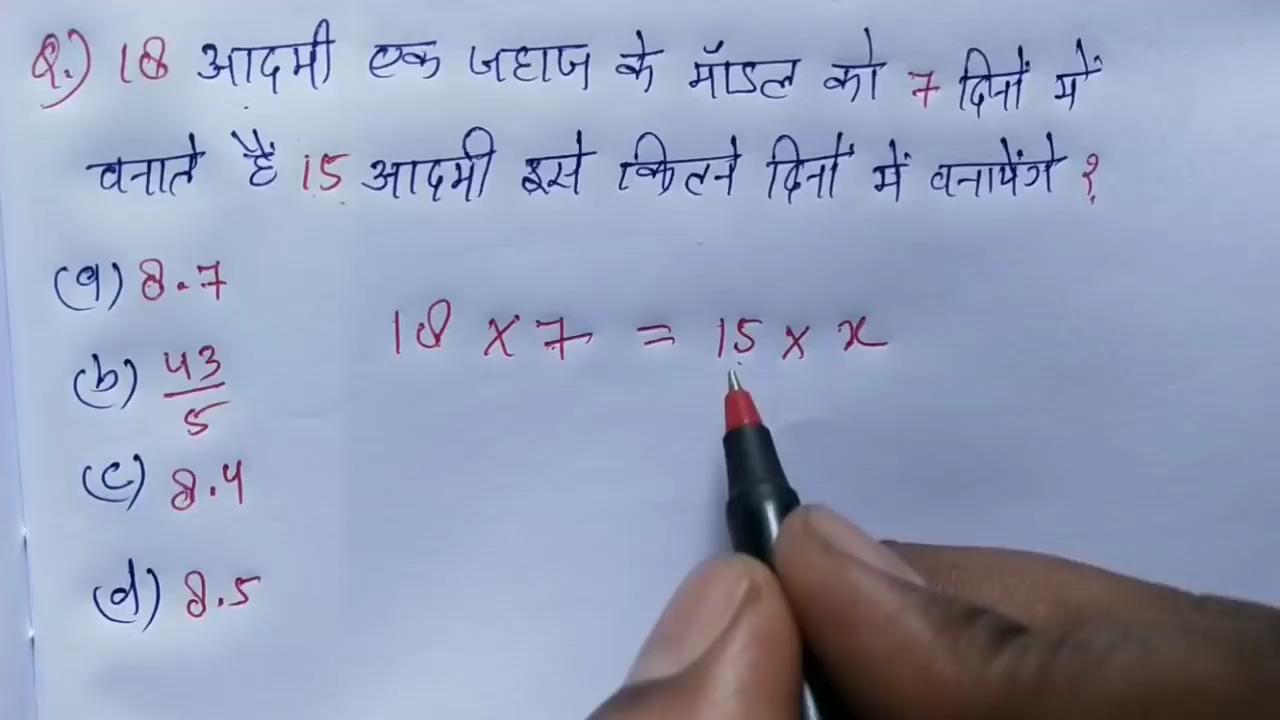 Q.) 18 आदमी एक जहाज के मॉडल को 7 दिनों में
बनाते हैं 15 आदमी इसे कितने दिनों में बनायेंगे ?
(a) 8.7
18 × 7 = 15 × x
(b) 43/5
(c) 8.4
(d) 8.5